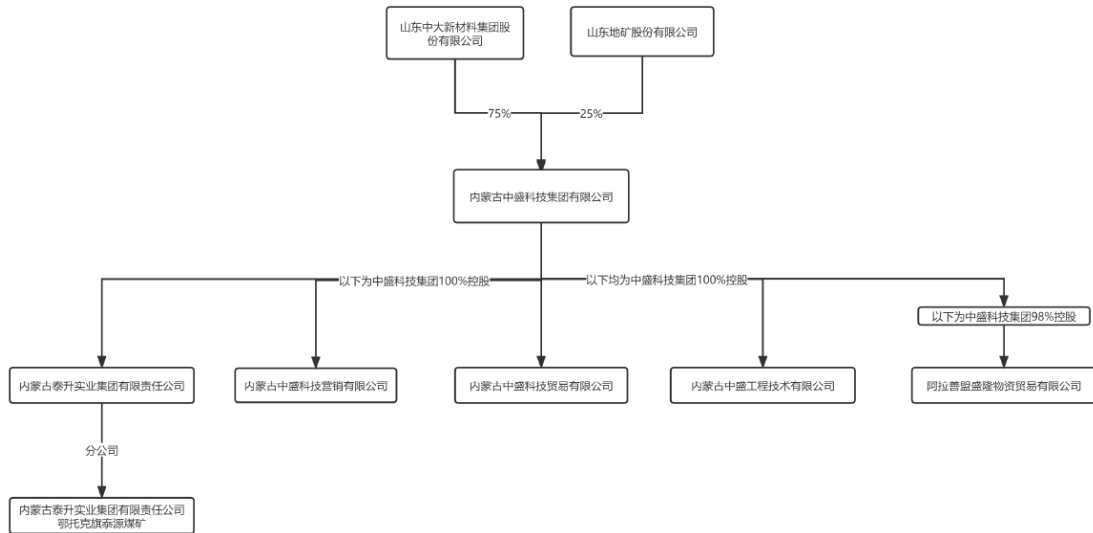 山东中大新材料集团股
份有限公司
山东地矿股份有限公司
75%
25%
内蒙古中盛科技集团有限公司
以下为中盛科技集团100%控股
以下均为中盛科技集团100%控股
以下为中盛科技集团98%控股
内蒙古泰升实业集团有限责任公司
内蒙古中盛科技营销有限公司
内蒙古中盛科技贸易有限公司
内蒙古中盛工程技术有限公司
阿拉善盟盛隆物资贸易有限公司
分公司
内蒙古泰升实业集团有限责任公司
鄂托克旗泰源煤矿